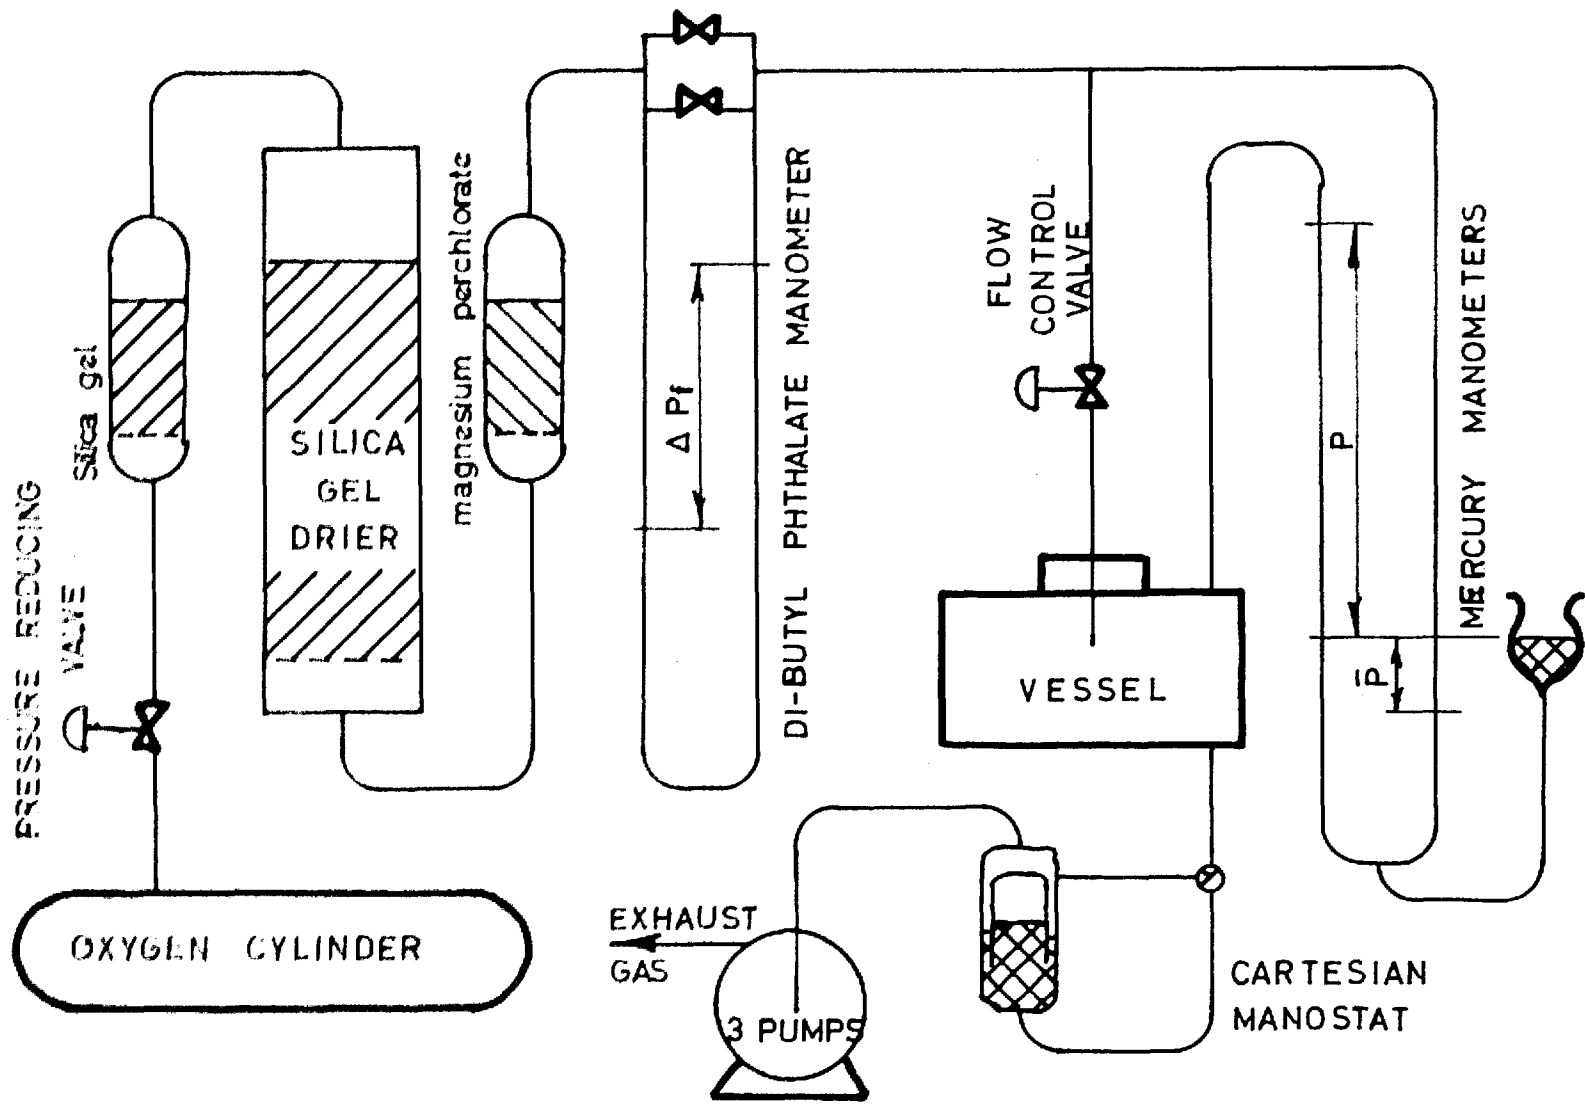 PRESSURE REDUCING
VALVE
Silica gel
SILICA
GEL
DRIER
magnesium perchlorate
Δ Pf
DI-BUTYL PHTHALATE MANOMETER
FLOW
CONTROL
VALVE
P
P̄
MERCURY MANOMETERS
VESSEL
OXYGEN CYLINDER
EXHAUST
GAS
3 PUMPS
CARTESIAN
MANOSTAT